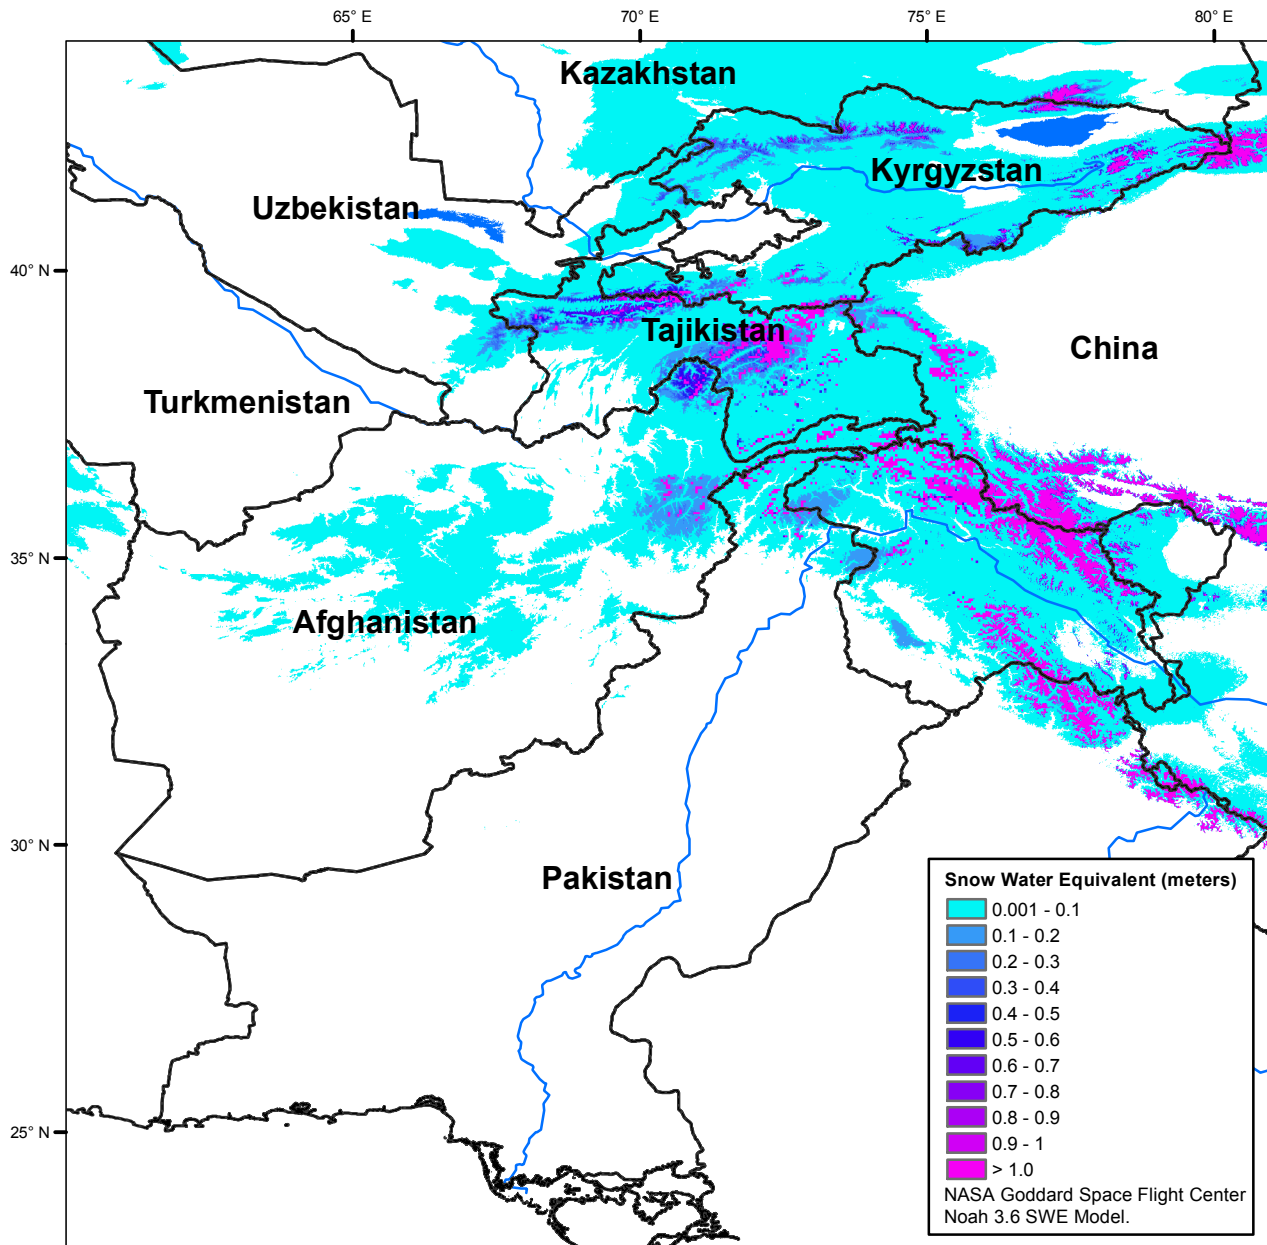 65° E
70° E
75° E
80° E
Kazakhstan
Kyrgyzstan
Uzbekistan
40° N
Tajikistan
China
Turkmenistan
35° N
Afghanistan
30° N
Pakistan
Snow Water Equivalent (meters)
0.001 - 0.1
0.1 - 0.2
0.2 - 0.3
0.3 - 0.4
0.4 - 0.5
0.5 - 0.6
0.6 - 0.7
0.7 - 0.8
0.8 - 0.9
0.9 - 1
> 1.0
NASA Goddard Space Flight Center
Noah 3.6 SWE Model.
25° N